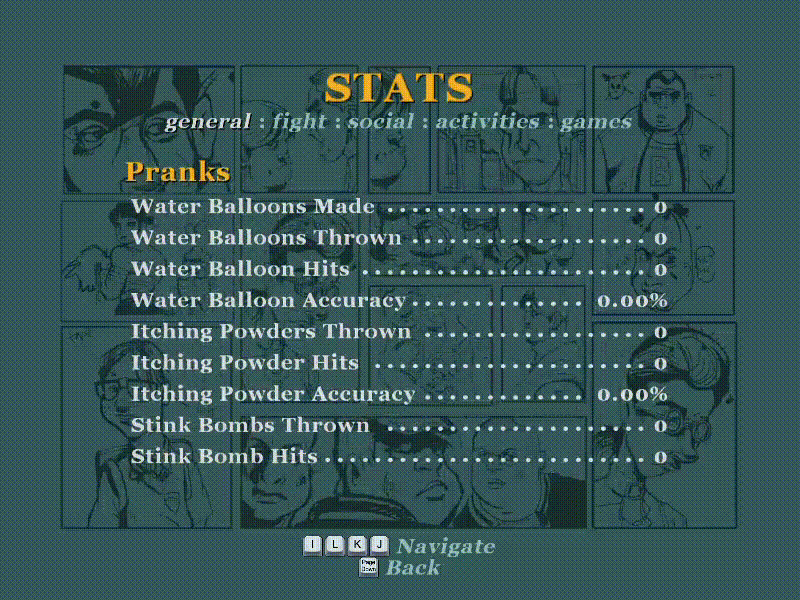 STATS
general : fight : social : activities : games
Pranks
Water Balloons Made ..................... 0
Water Balloons Thrown ................... 0
Water Balloon Hits ....................... 0
Water Balloon Accuracy .............. 0.00%
Itching Powders Thrown .................. 0
Itching Powder Hits ...................... 0
Itching Powder Accuracy ............. 0.00%
Stink Bombs Thrown ..................... 0
Stink Bomb Hits .......................... 0
I L K J Navigate
Page Down Back